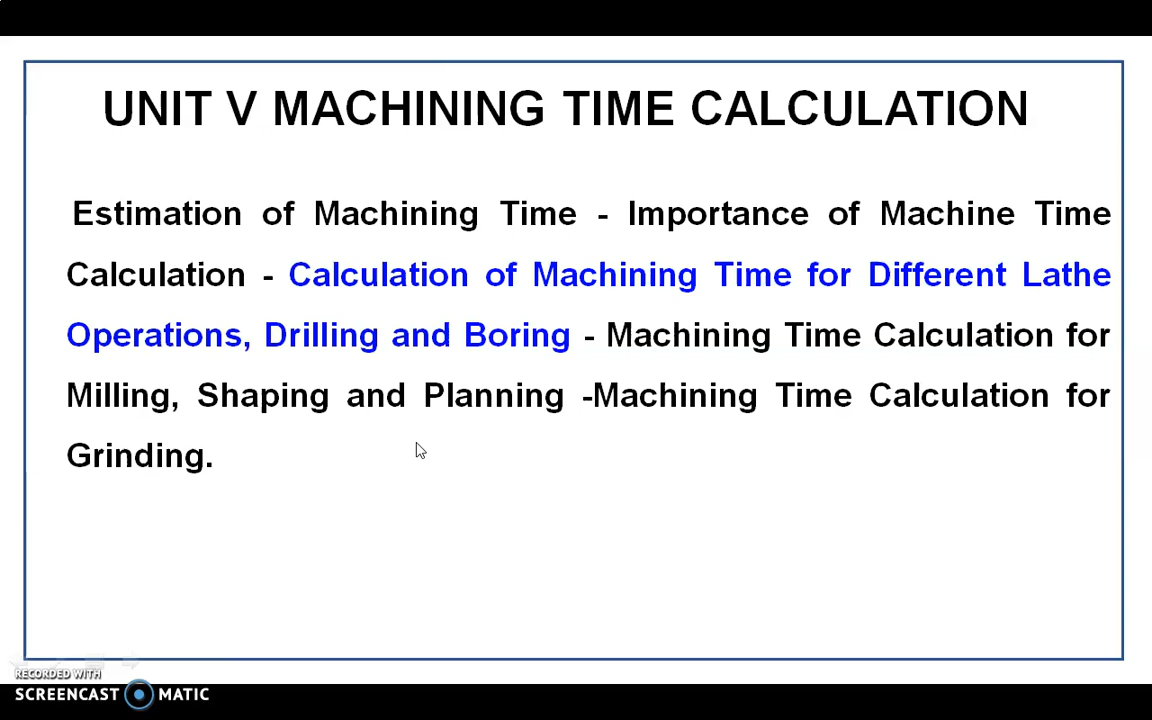 UNIT V MACHINING TIME CALCULATION
Estimation of Machining Time - Importance of Machine Time
Calculation - Calculation of Machining Time for Different Lathe
Operations, Drilling and Boring - Machining Time Calculation for
Milling, Shaping and Planning -Machining Time Calculation for
Grinding.
RECORDED WITH
SCREENCAST MATIC